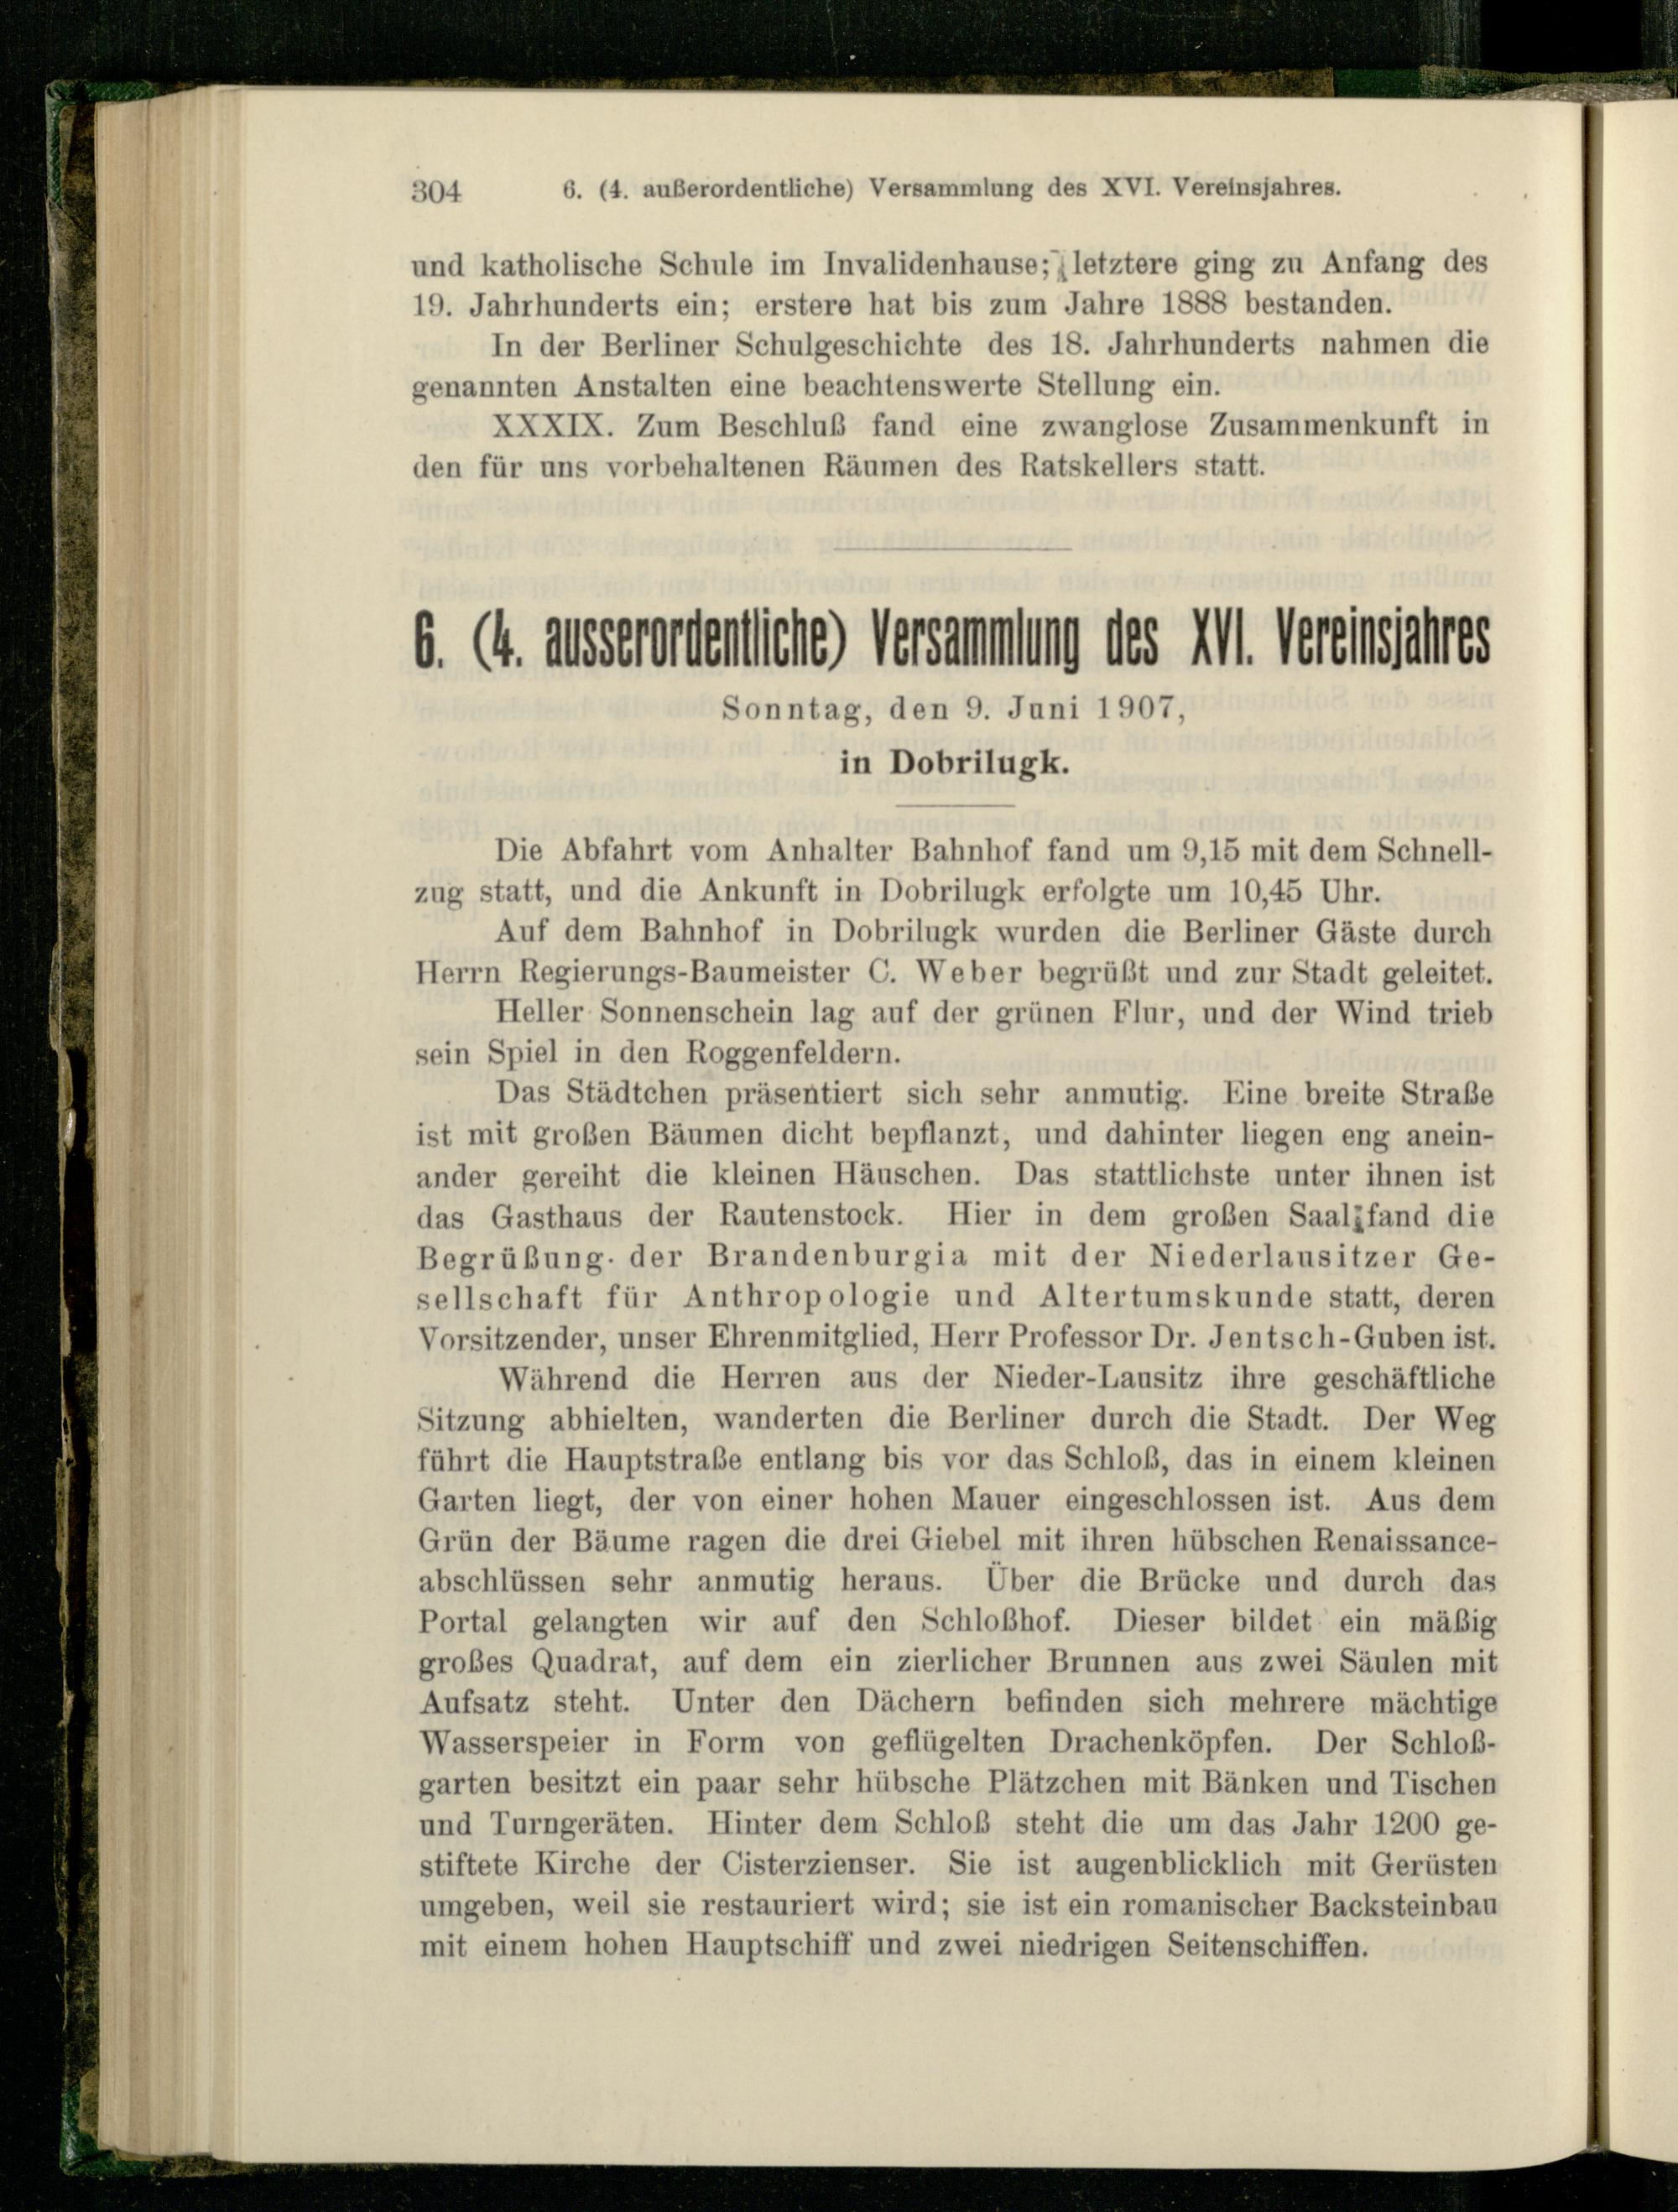 304 6. (4. außerordentliche) Versammlung des XVI. Vereinsjahres.
und katholische Schule im Invalidenhause; letztere ging zu Anfang des
19. Jahrhunderts ein; erstere hat bis zum Jahre 1888 bestanden.
In der Berliner Schulgeschichte des 18. Jahrhunderts nahmen die
genannten Anstalten eine beachtenswerte Stellung ein.
XXXIX. Zum Beschluß fand eine zwanglose Zusammenkunft in
den für uns vorbehaltenen Räumen des Ratskellers statt.
6. (4. ausserordentliche) Versammlung des XVI. Vereinsjahres
Sonntag, den 9. Juni 1907,
in Dobrilugk.
Die Abfahrt vom Anhalter Bahnhof fand um 9,15 mit dem Schnell-
zug statt, und die Ankunft in Dobrilugk erfolgte um 10,45 Uhr.
Auf dem Bahnhof in Dobrilugk wurden die Berliner Gäste durch
Herrn Regierungs-Baumeister C. Weber begrüßt und zur Stadt geleitet.
Heller Sonnenschein lag auf der grünen Flur, und der Wind trieb
sein Spiel in den Roggenfeldern.
Das Städtchen präsentiert sich sehr anmutig. Eine breite Straße
ist mit großen Bäumen dicht bepflanzt, und dahinter liegen eng anein-
ander gereiht die kleinen Häuschen. Das stattlichste unter ihnen ist
das Gasthaus der Rautenstock. Hier in dem großen Saal fand die
Begrüßung der Brandenburgia mit der Niederlausitzer Ge-
sellschaft für Anthropologie und Altertumskunde statt, deren
Vorsitzender, unser Ehrenmitglied, Herr Professor Dr. Jentsch-Guben ist.
Während die Herren aus der Nieder-Lausitz ihre geschäftliche
Sitzung abhielten, wanderten die Berliner durch die Stadt. Der Weg
führt die Hauptstraße entlang bis vor das Schloß, das in einem kleinen
Garten liegt, der von einer hohen Mauer eingeschlossen ist. Aus dem
Grün der Bäume ragen die drei Giebel mit ihren hübschen Renaissance-
abschlüssen sehr anmutig heraus. Über die Brücke und durch das
Portal gelangten wir auf den Schloßhof. Dieser bildet ein mäßig
großes Quadrat, auf dem ein zierlicher Brunnen aus zwei Säulen mit
Aufsatz steht. Unter den Dächern befinden sich mehrere mächtige
Wasserspeier in Form von geflügelten Drachenköpfen. Der Schloß-
garten besitzt ein paar sehr hübsche Plätzchen mit Bänken und Tischen
und Turngeräten. Hinter dem Schloß steht die um das Jahr 1200 ge-
stiftete Kirche der Cisterzienser. Sie ist augenblicklich mit Gerüsten
umgeben, weil sie restauriert wird; sie ist ein romanischer Backsteinbau
mit einem hohen Hauptschiff und zwei niedrigen Seitenschiffen.